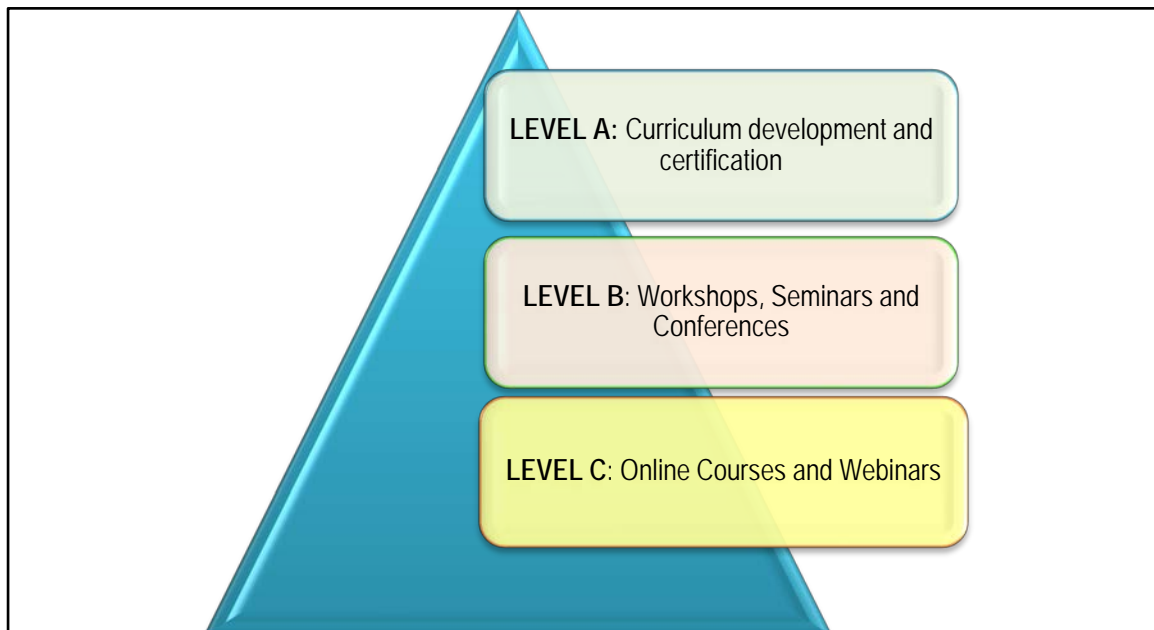 LEVEL A: Curriculum development and
certification
LEVEL B: Workshops, Seminars and
Conferences
LEVEL C: Online Courses and Webinars